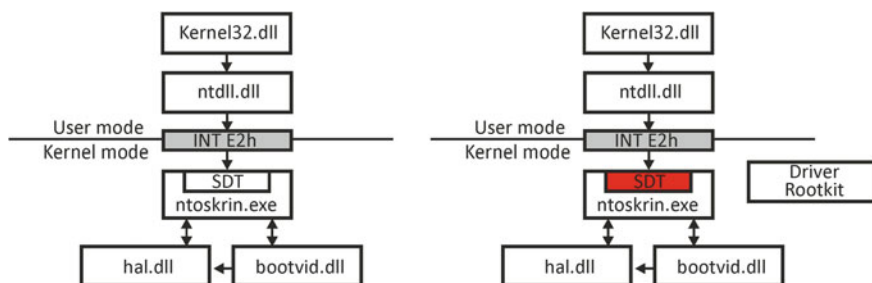 Kernel32.dll
ntdll.dll
User mode
INT E2h
Kernel mode
SDT
ntoskrin.exe
hal.dll
bootvid.dll
Kernel32.dll
ntdll.dll
User mode
INT E2h
Kernel mode
SDT
ntoskrin.exe
Driver
Rootkit
hal.dll
bootvid.dll